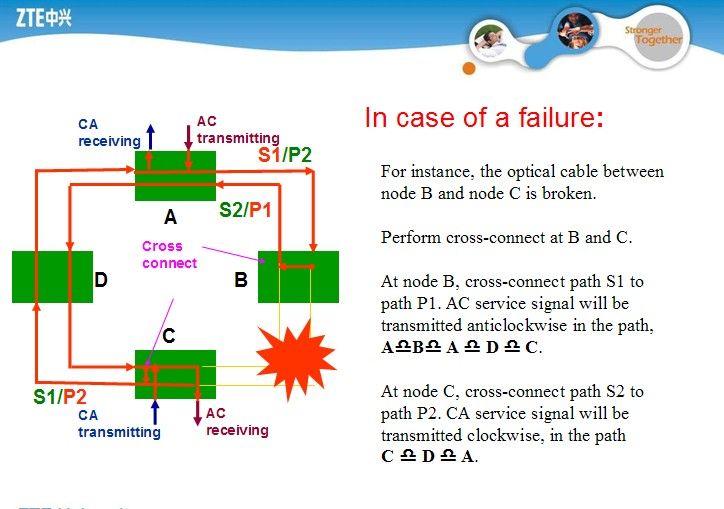 ZTE中兴
Stronger
Together
In case of a failure:
CA
receiving
AC
transmitting
S1/P2
S2/P1
A
Cross
connect
D
B
C
S1/P2
CA
transmitting
AC
receiving
For instance, the optical cable between
node B and node C is broken.
Perform cross-connect at B and C.
At node B, cross-connect path S1 to
path P1. AC service signal will be
transmitted anticlockwise in the path,
A♎B♎ A ♎ D ♎ C.
At node C, cross-connect path S2 to
path P2. CA service signal will be
transmitted clockwise, in the path
C ♎ D ♎ A.